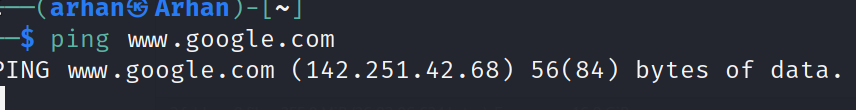 ──(arhan㉿Arhan)-[~]
─$ ping www.google.com
PING www.google.com (142.251.42.68) 56(84) bytes of data.